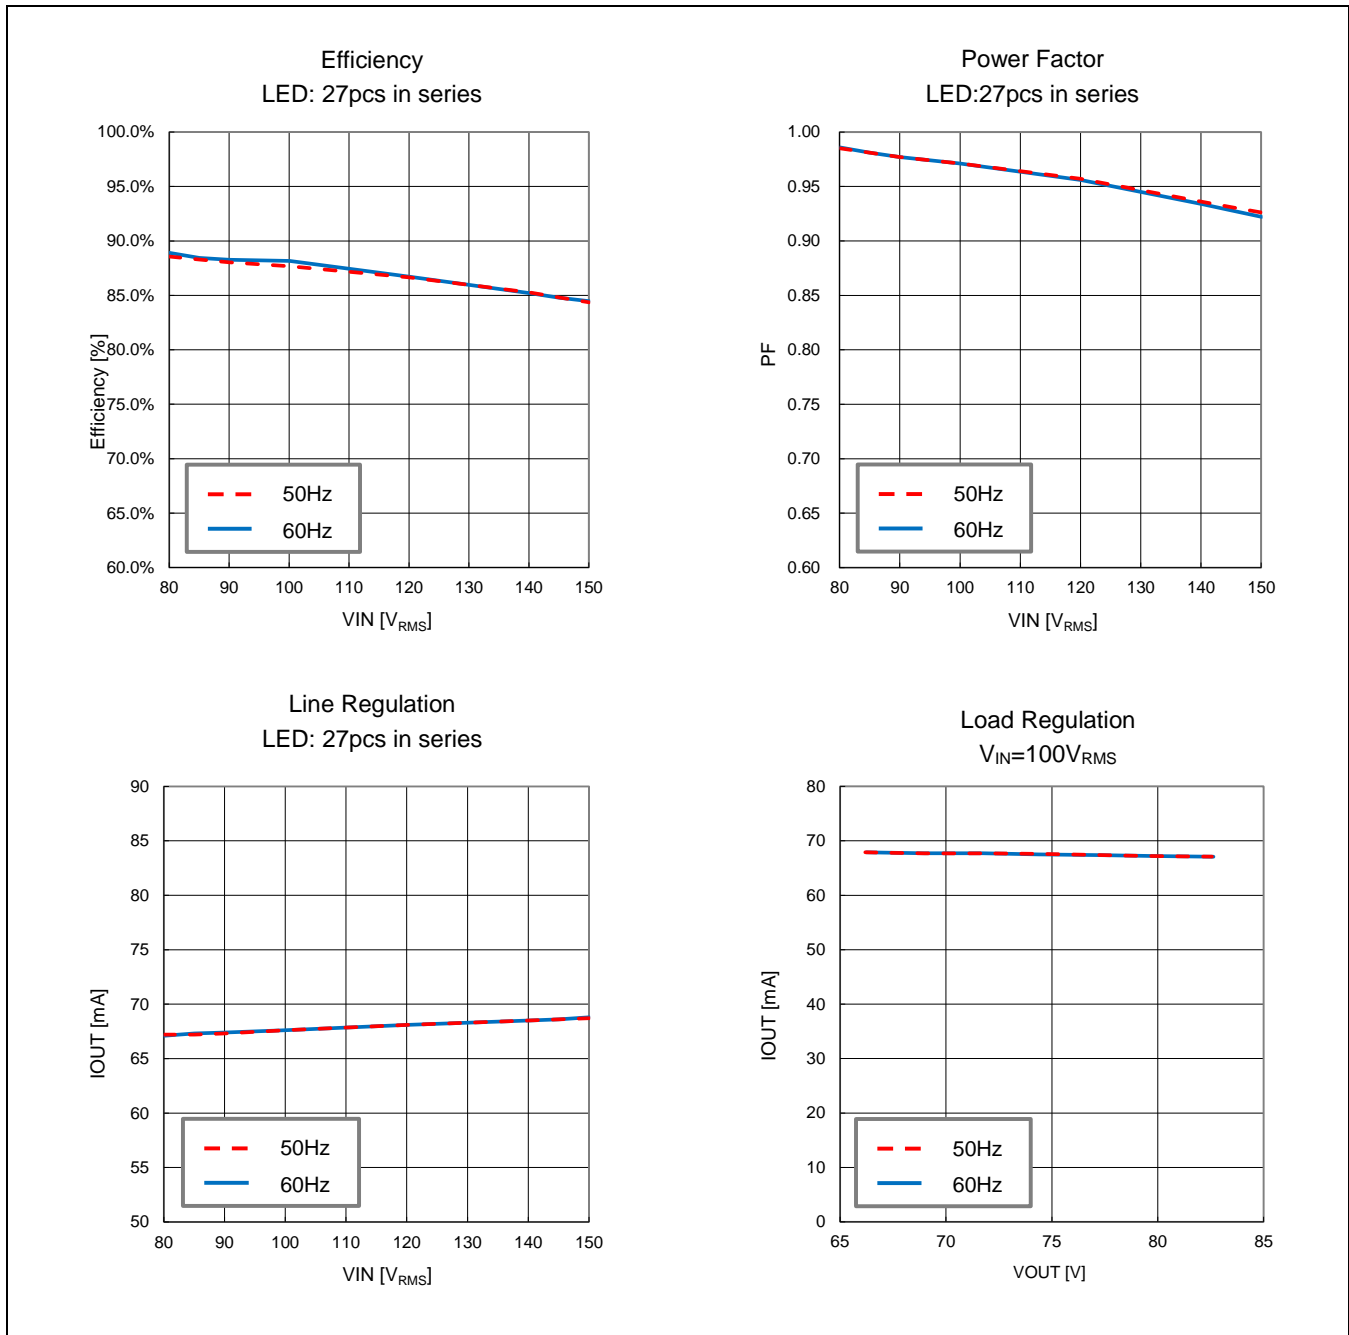 Efficiency
LED: 27pcs in series
100.0%
95.0%
90.0%
85.0%
80.0%
75.0%
70.0%
65.0%
60.0%
Efficiency [%]
50Hz
60Hz
80 90 100 110 120 130 140 150
VIN [VRMS]
Power Factor
LED:27pcs in series
1.00
0.95
0.90
0.85
0.80
0.75
0.70
0.65
0.60
PF
50Hz
60Hz
80 90 100 110 120 130 140 150
VIN [VRMS]
Line Regulation
LED: 27pcs in series
90
85
80
75
70
65
60
55
50
IOUT [mA]
50Hz
60Hz
80 90 100 110 120 130 140 150
VIN [VRMS]
Load Regulation
VIN=100VRMS
80
70
60
50
40
30
20
10
0
IOUT [mA]
50Hz
60Hz
65 70 75 80 85
VOUT [V]